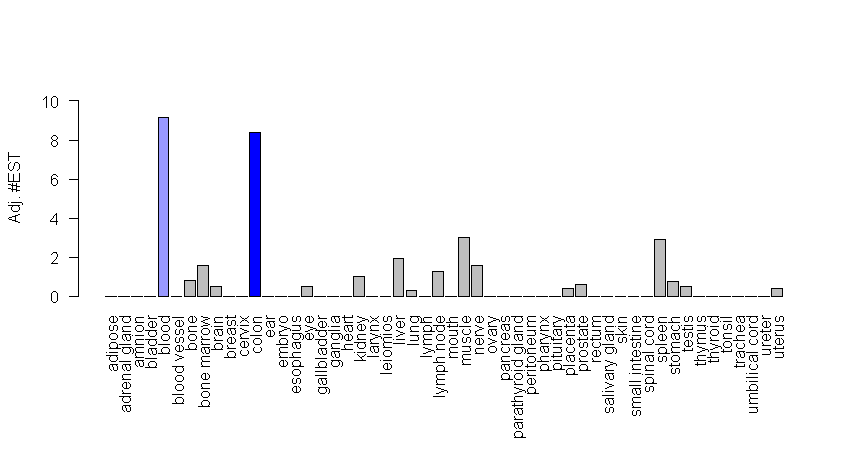 10
8
6
4
2
0
Adj. #EST
adipose
adrenal gland
amnion
bladder
blood
blood vessel
bone
bone marrow
brain
breast
cervix
colon
ear
embryo
esophagus
eye
gallbladder
ganglia
heart
kidney
larynx
leiomios
liver
lung
lymph
lymph node
mouth
muscle
nerve
ovary
pancreas
parathyroid gland
peritoneum
pharynx
pituitary
placenta
prostate
rectum
salivary gland
skin
small intestine
spinal cord
spleen
stomach
testis
thymus
thyroid
tonsil
trachea
umbilical cord
ureter
uterus